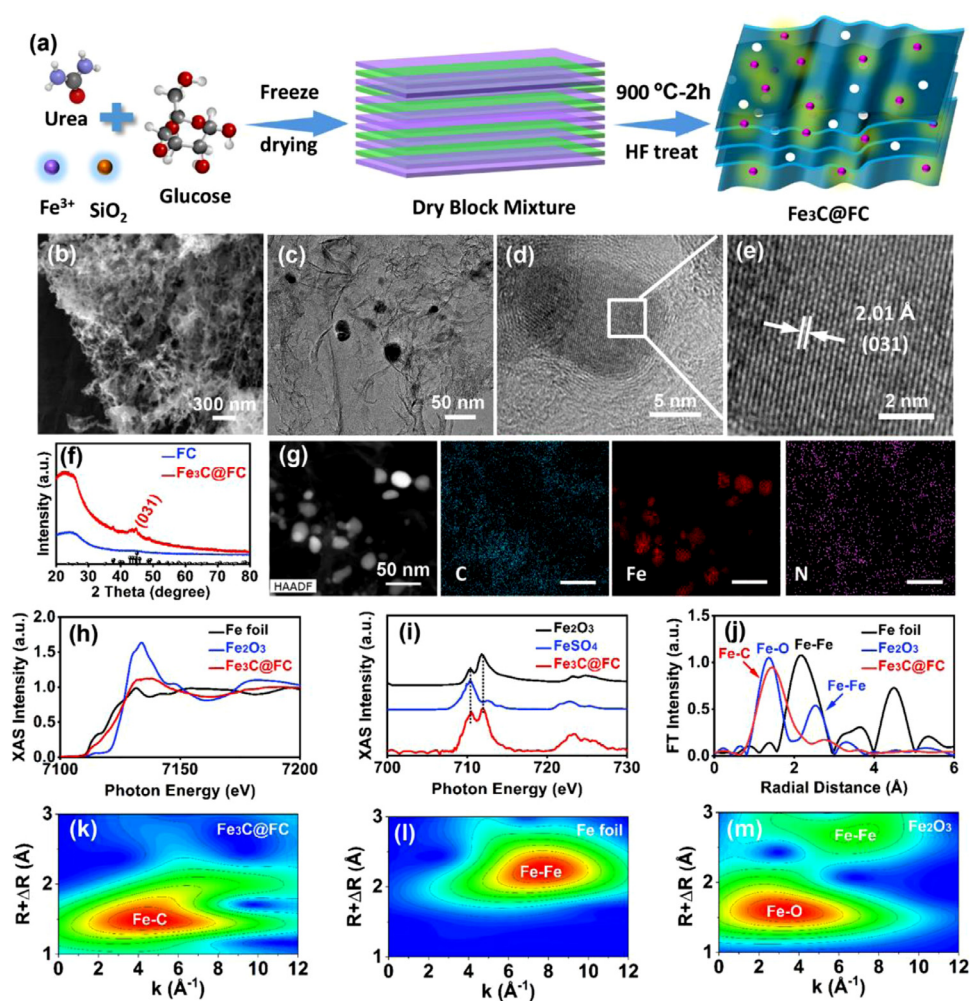 (a)
Urea
Fe³⁺
SiO₂
Glucose
Freeze
drying
Dry Block Mixture
900 °C-2h
HF treat
Fe₃C@FC
(b)
300 nm
(c)
50 nm
(d)
5 nm
(e)
2.01 Å
(031)
2 nm
(f)
FC
Fe₃C@FC
(031)
Intensity (a.u.)
20 30 40 50 60 70 80
2 Theta (degree)
(g)
HAADF
50 nm
C
Fe
N
(h)
Fe foil
Fe₂O₃
Fe₃C@FC
XAS Intensity (a.u.)
2.0
1.5
1.0
0.5
0.0
7100 7150 7200
Photon Energy (eV)
(i)
Fe₂O₃
FeSO₄
Fe₃C@FC
XAS Intensity (a.u.)
700 710 720 730
Photon Energy (eV)
(j)
Fe foil
Fe₂O₃
Fe₃C@FC
Fe-C
Fe-O
Fe-Fe
Fe-Fe
FT Intensity (a.u.)
1.5
1.0
0.5
0.0
0 2 4 6
Radial Distance (Å)
(k)
Fe₃C@FC
Fe-C
R+ΔR (Å)
3
2
1
0 2 4 6 8 10 12
k (Å⁻¹)
(l)
Fe foil
Fe-Fe
R+ΔR (Å)
3
2
1
0 2 4 6 8 10 12
k (Å⁻¹)
(m)
Fe₂O₃
Fe-Fe
Fe-O
R+ΔR (Å)
3
2
1
0 2 4 6 8 10 12
k (Å⁻¹)